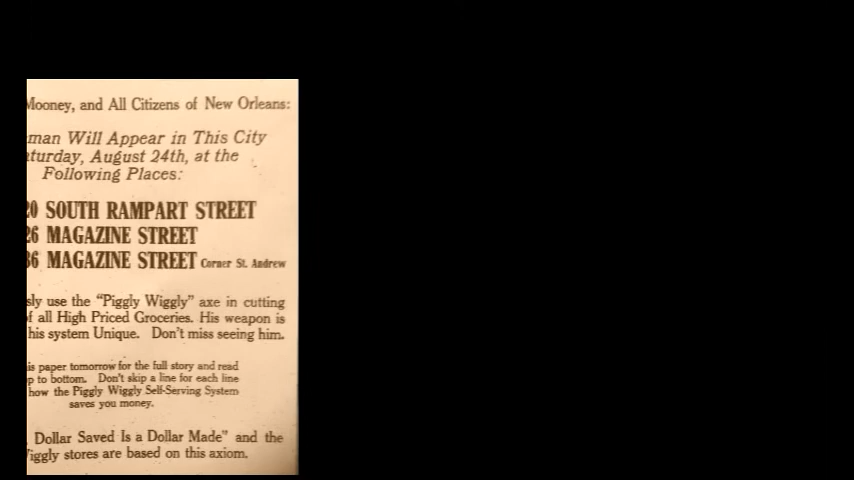 Mooney, and All Citizens of New Orleans:
man Will Appear in This City
turday, August 24th, at the
Following Places:
20 SOUTH RAMPART STREET
26 MAGAZINE STREET
36 MAGAZINE STREET Corner St. Andrew
sly use the "Piggly Wiggly" axe in cutting
f all High Priced Groceries. His weapon is
his system Unique. Don't miss seeing him.
is paper tomorrow for the full story and read
p to bottom. Don't skip a line for each line
how the Piggly Wiggly Self-Serving System
saves you money.
Dollar Saved Is a Dollar Made" and the
iggly stores are based on this axiom.